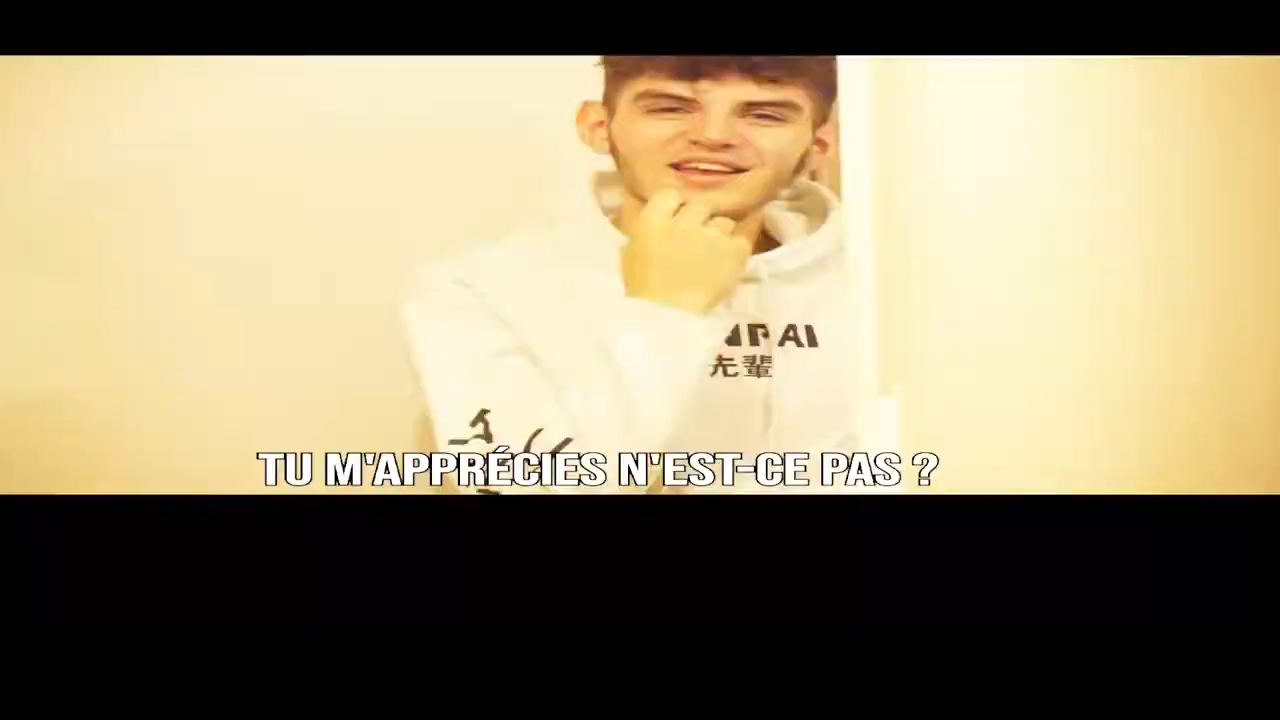 先輩
TU M'APPRÉCIES N'EST-CE PAS ?